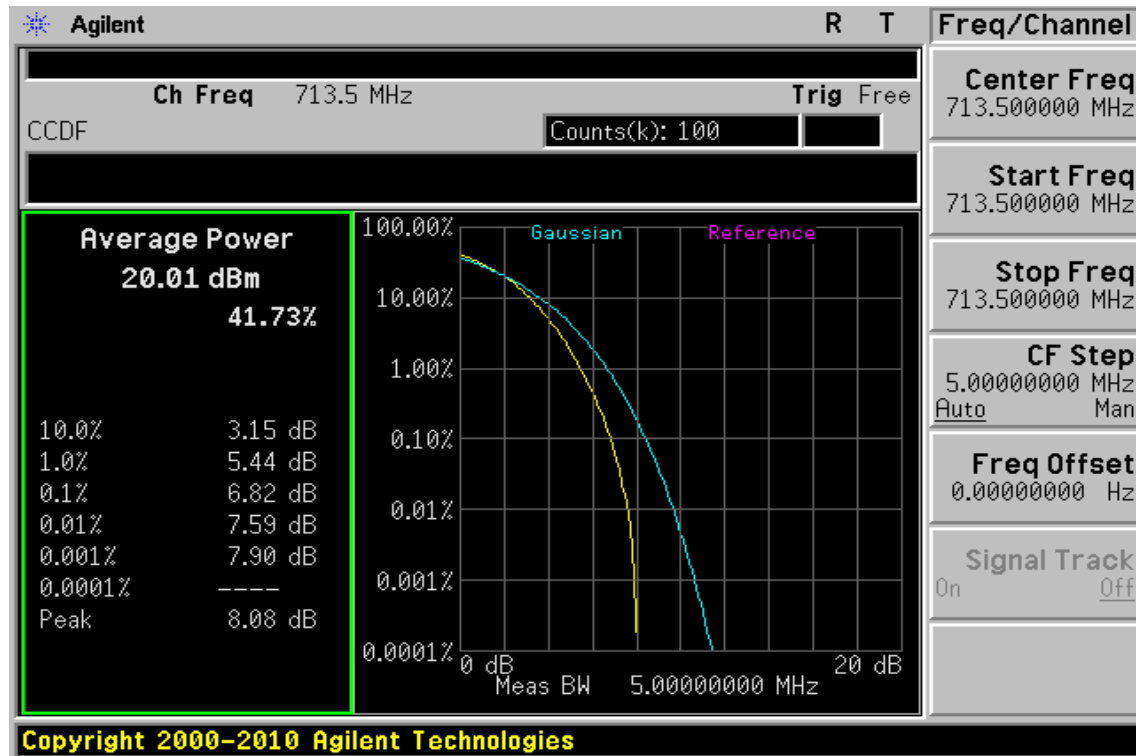 Agilent R T
Ch Freq 713.5 MHz Trig Free
CCDF Counts(k): 100
Average Power
20.01 dBm
41.73%
10.0% 3.15 dB
1.0% 5.44 dB
0.1% 6.82 dB
0.01% 7.59 dB
0.001% 7.90 dB
0.0001% ----
Peak 8.08 dB
100.00%
Gaussian Reference
10.00%
1.00%
0.10%
0.01%
0.001%
0.0001%
0 dB 20 dB
Meas BW 5.00000000 MHz
Freq/Channel
Center Freq
713.500000 MHz
Start Freq
713.500000 MHz
Stop Freq
713.500000 MHz
CF Step
5.00000000 MHz
Auto Man
Freq Offset
0.00000000 Hz
Signal Track
On Off
Copyright 2000-2010 Agilent Technologies